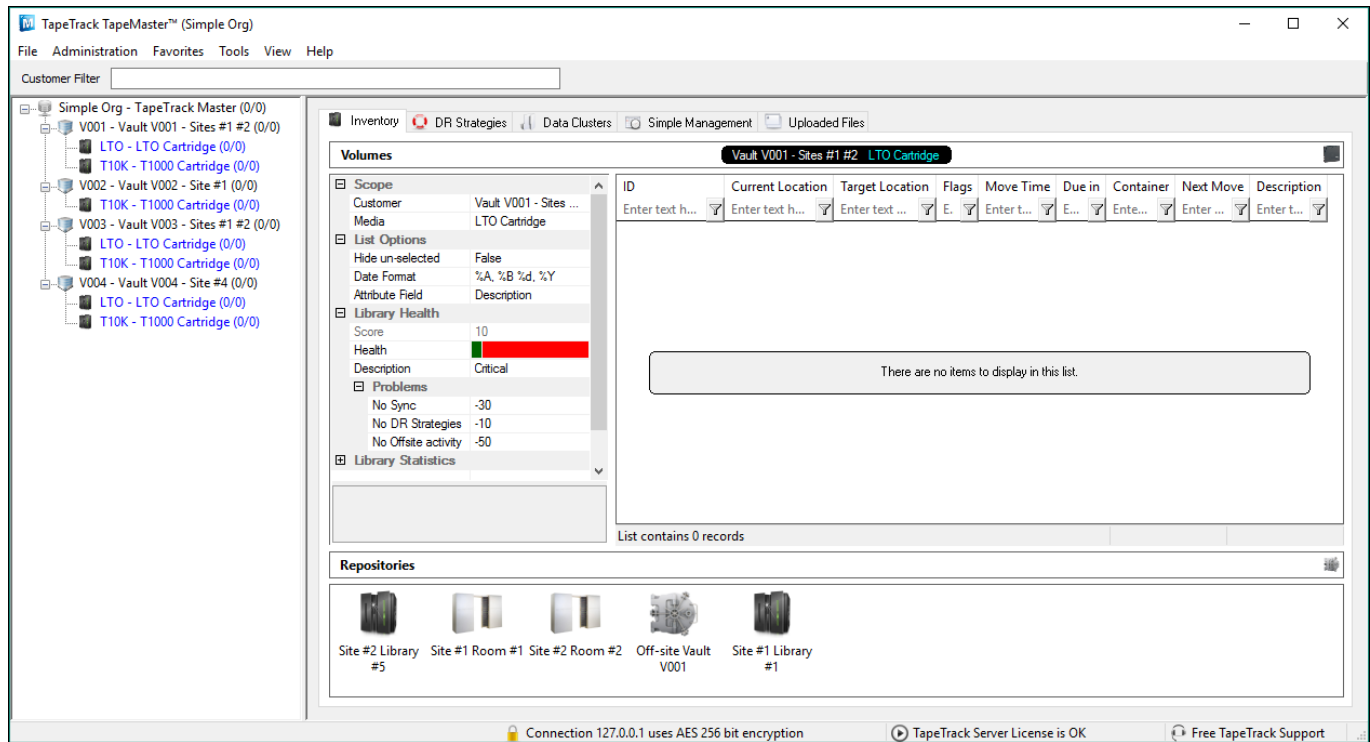 TapeTrack TapeMaster™ (Simple Org)
File Administration Favorites Tools View Help
Customer Filter
Simple Org - TapeTrack Master (0/0)
V001 - Vault V001 - Sites #1 #2 (0/0)
LTO - LTO Cartridge (0/0)
T10K - T1000 Cartridge (0/0)
V002 - Vault V002 - Site #1 (0/0)
T10K - T1000 Cartridge (0/0)
V003 - Vault V003 - Sites #1 #2 (0/0)
LTO - LTO Cartridge (0/0)
T10K - T1000 Cartridge (0/0)
V004 - Vault V004 - Site #4 (0/0)
LTO - LTO Cartridge (0/0)
T10K - T1000 Cartridge (0/0)
Inventory DR Strategies Data Clusters Simple Management Uploaded Files
Volumes Vault V001 - Sites #1 #2 LTO Cartridge
Scope
Customer Vault V001 - Sites ...
Media LTO Cartridge
List Options
Hide un-selected False
Date Format %A, %B %d, %Y
Attribute Field Description
Library Health
Score 10
Health
Description Critical
Problems
No Sync -30
No DR Strategies -10
No Offsite activity -50
Library Statistics
ID Current Location Target Location Flags Move Time Due in Container Next Move Description
Enter text h... Enter text h... Enter text ... E. Enter t... E... Ente... Enter ... Enter t...
There are no items to display in this list.
List contains 0 records
Repositories
Site #2 Library #5
Site #1 Room #1
Site #2 Room #2
Off-site Vault V001
Site #1 Library #1
Connection 127.0.0.1 uses AES 256 bit encryption TapeTrack Server License is OK Free TapeTrack Support